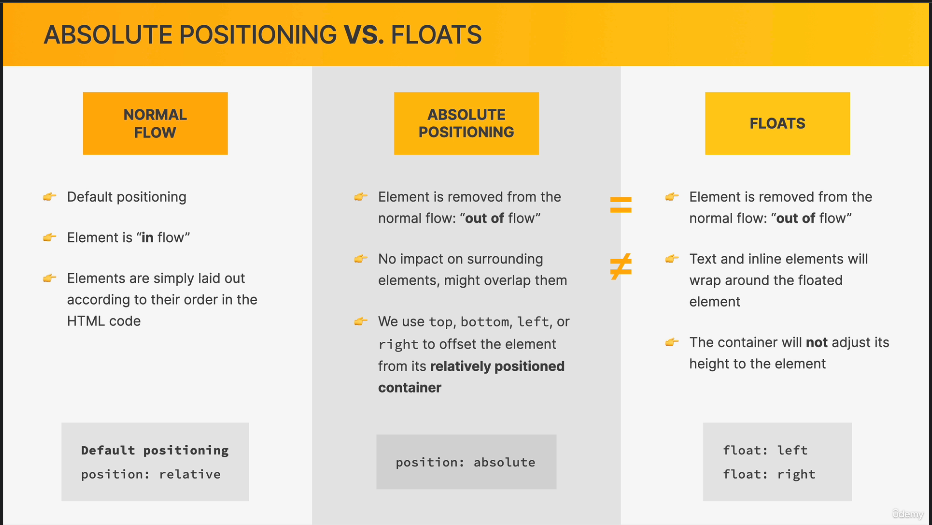 ABSOLUTE POSITIONING VS. FLOATS
NORMAL
FLOW
Default positioning
Element is “in flow”
Elements are simply laid out
according to their order in the
HTML code
Default positioning
position: relative
ABSOLUTE
POSITIONING
Element is removed from the
normal flow: “out of flow”
No impact on surrounding
elements, might overlap them
We use top, bottom, left, or
right to offset the element
from its relatively positioned
container
position: absolute
=
≠
FLOATS
Element is removed from the
normal flow: “out of flow”
Text and inline elements will
wrap around the floated
element
The container will not adjust its
height to the element
float: left
float: right
ûdemy